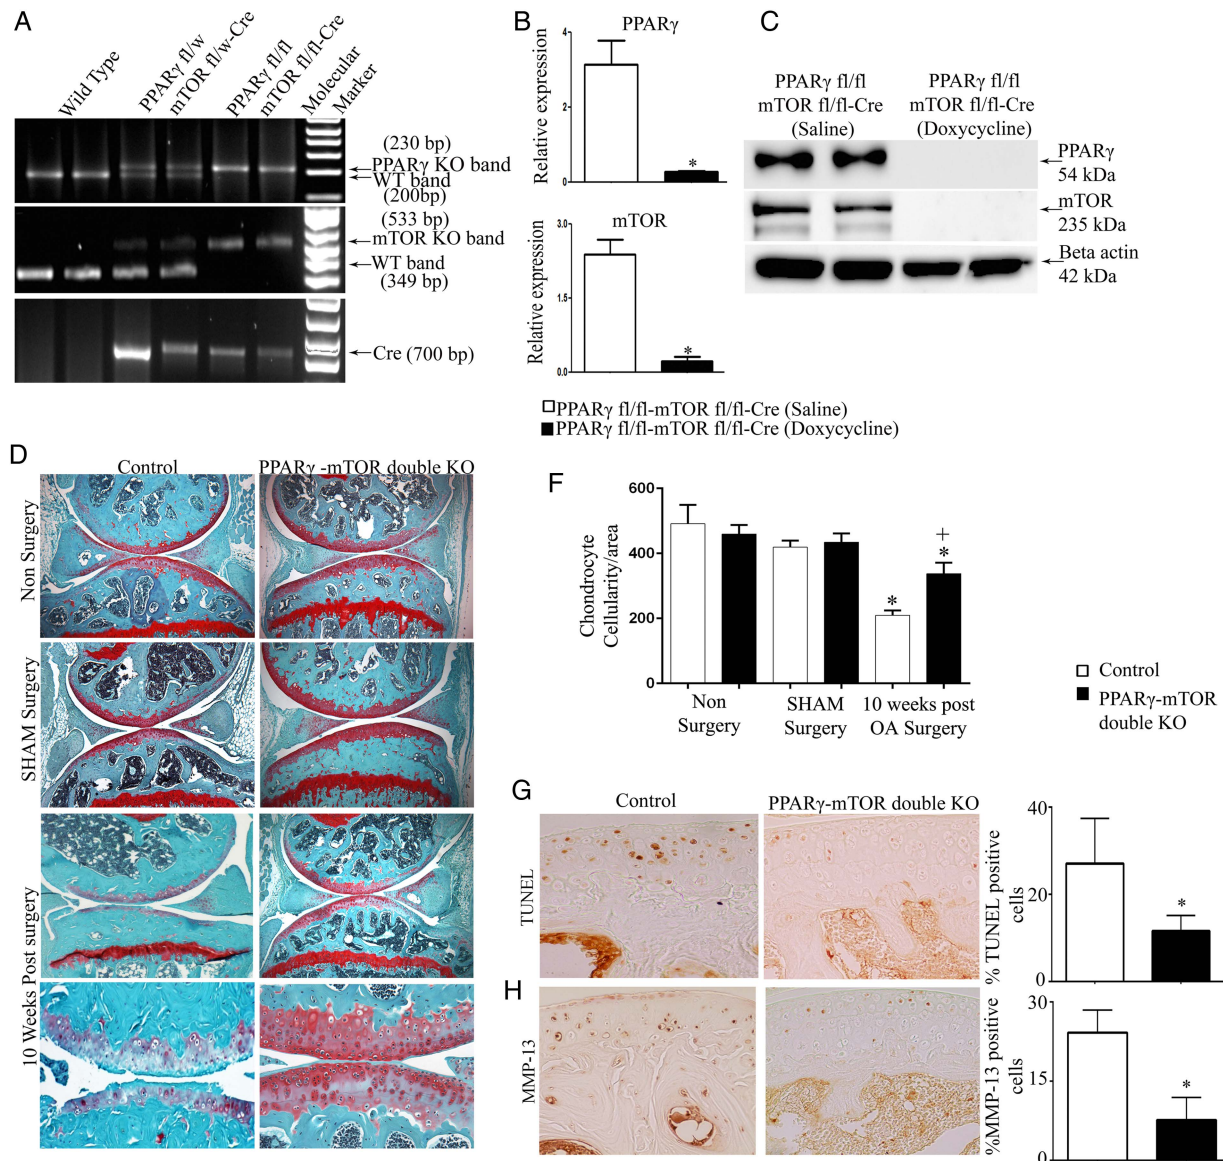 A
Wild Type
PPARγ fl/w
mTOR fl/w-Cre
PPARγ fl/fl
mTOR fl/fl-Cre
Molecular
Marker
(230 bp)
PPARγ KO band
WT band
(200bp)
(533 bp)
mTOR KO band
WT band
(349 bp)
Cre (700 bp)
B
PPARγ
Relative expression
4
2
0
*
mTOR
Relative expression
3.0
1.5
0.0
*
PPARγ fl/fl-mTOR fl/fl-Cre (Saline)
PPARγ fl/fl-mTOR fl/fl-Cre (Doxycycline)
C
PPARγ fl/fl
mTOR fl/fl-Cre
(Saline)
PPARγ fl/fl
mTOR fl/fl-Cre
(Doxycycline)
PPARγ
54 kDa
mTOR
235 kDa
Beta actin
42 kDa
D
Control
PPARγ -mTOR double KO
Non Surgery
SHAM Surgery
10 Weeks Post surgery
F
Chondrocyte
Cellularity/area
600
400
200
0
*
+
*
Non
Surgery
SHAM
Surgery
10 weeks post
OA Surgery
Control
PPARγ-mTOR
double KO
G
Control
PPARγ-mTOR double KO
TUNEL
% TUNEL positive
cells
40
20
0
*
H
MMP-13
%MMP-13 positive
cells
30
15
0
*